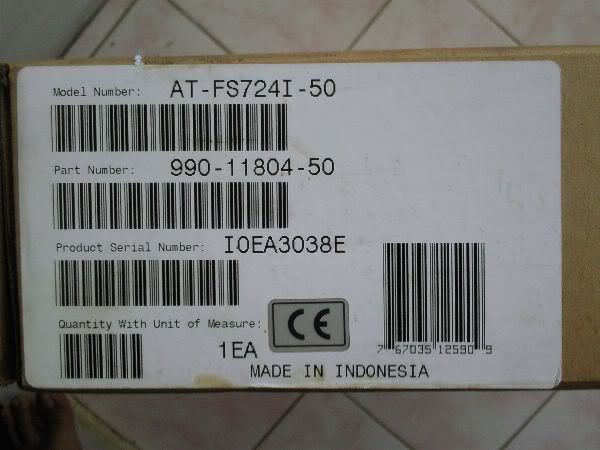 Model Number: AT-FS724I-50
Part Number: 990-11804-50
Product Serial Number: I0EA3038E
Quantity With Unit of Measure:
1EA
CE
7 67035 12590 9
MADE IN INDONESIA